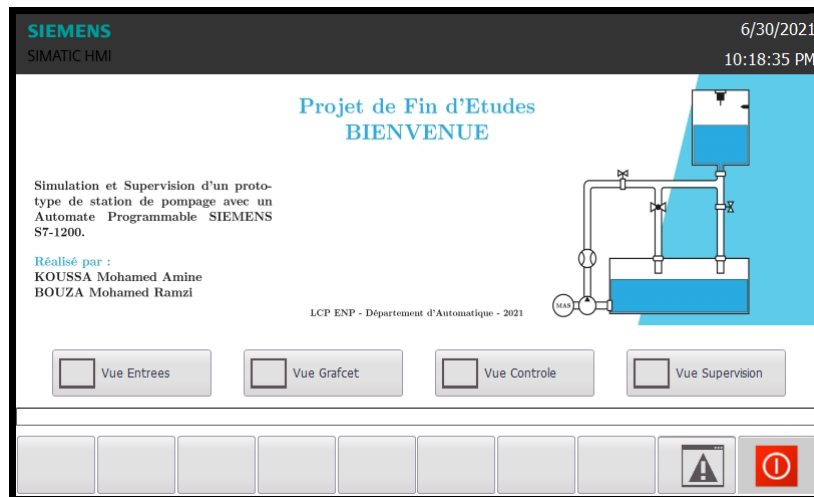 SIEMENS
SIMATIC HMI
6/30/2021
10:18:35 PM
Projet de Fin d'Etudes
BIENVENUE
Simulation et Supervision d'un proto-
type de station de pompage avec un
Automate Programmable SIEMENS
S7-1200.
Réalisé par :
KOUSSA Mohamed Amine
BOUZA Mohamed Ramzi
LCP ENP - Département d'Automatique - 2021
MAS
Vue Entrees
Vue Grafcet
Vue Controle
Vue Supervision